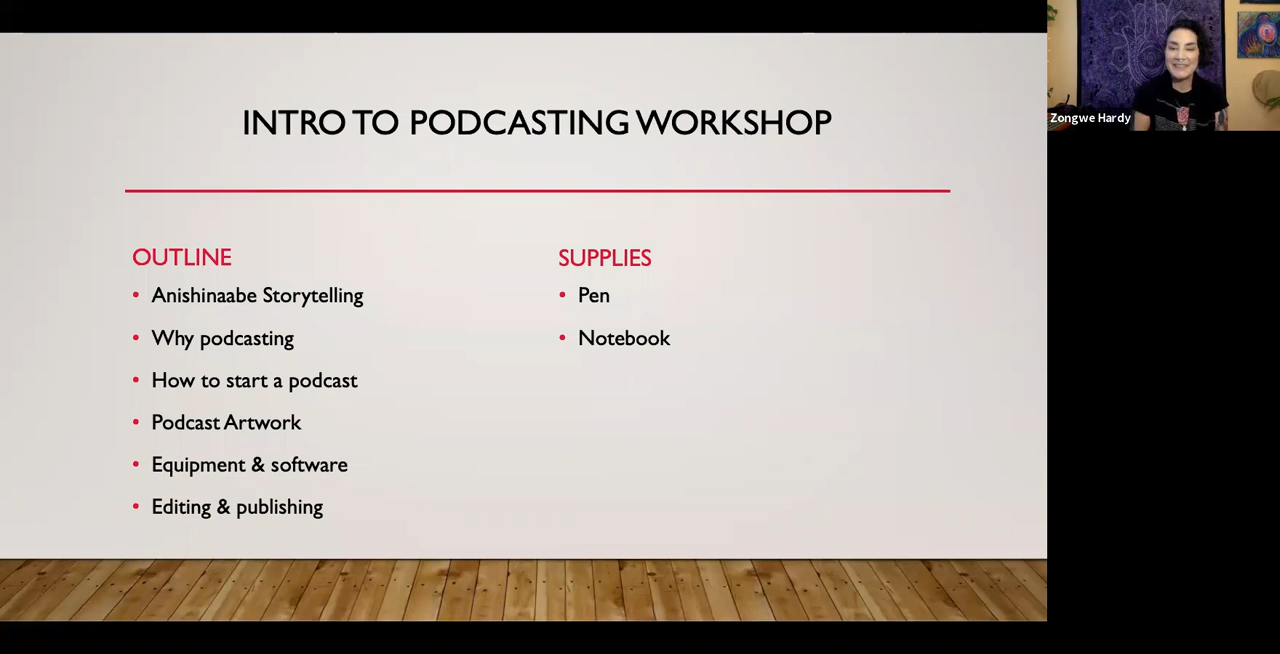 INTRO TO PODCASTING WORKSHOP
OUTLINE
• Anishinaabe Storytelling
• Why podcasting
• How to start a podcast
• Podcast Artwork
• Equipment & software
• Editing & publishing
SUPPLIES
• Pen
• Notebook
Zongwe Hardy